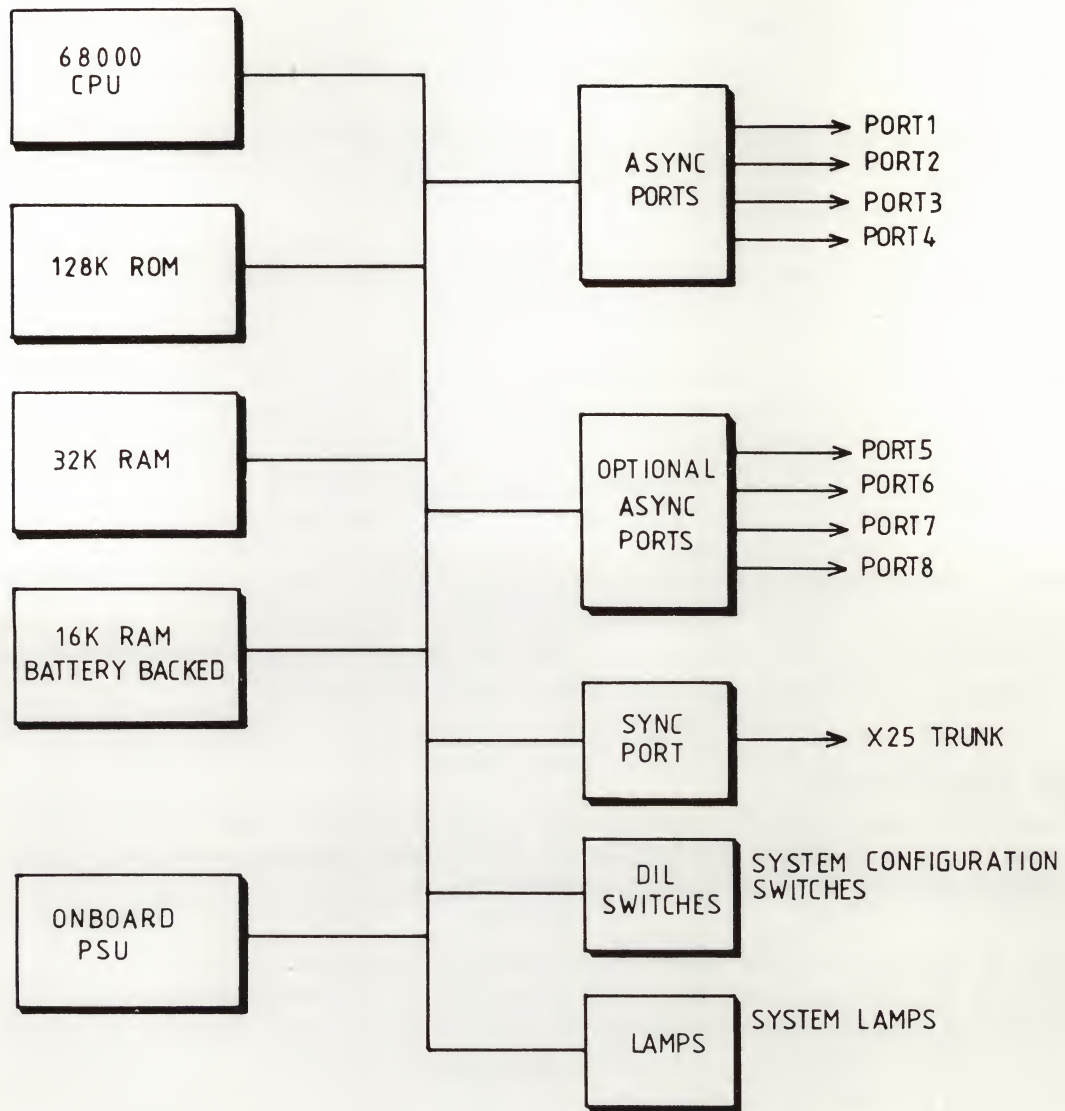 68000
CPU
128K ROM
32K RAM
16K RAM
BATTERY BACKED
ONBOARD
PSU
ASYNC
PORTS
PORT1
PORT2
PORT3
PORT4
OPTIONAL
ASYNC
PORTS
PORT5
PORT6
PORT7
PORT8
SYNC
PORT
X25 TRUNK
DIL
SWITCHES
SYSTEM CONFIGURATION
SWITCHES
LAMPS
SYSTEM LAMPS